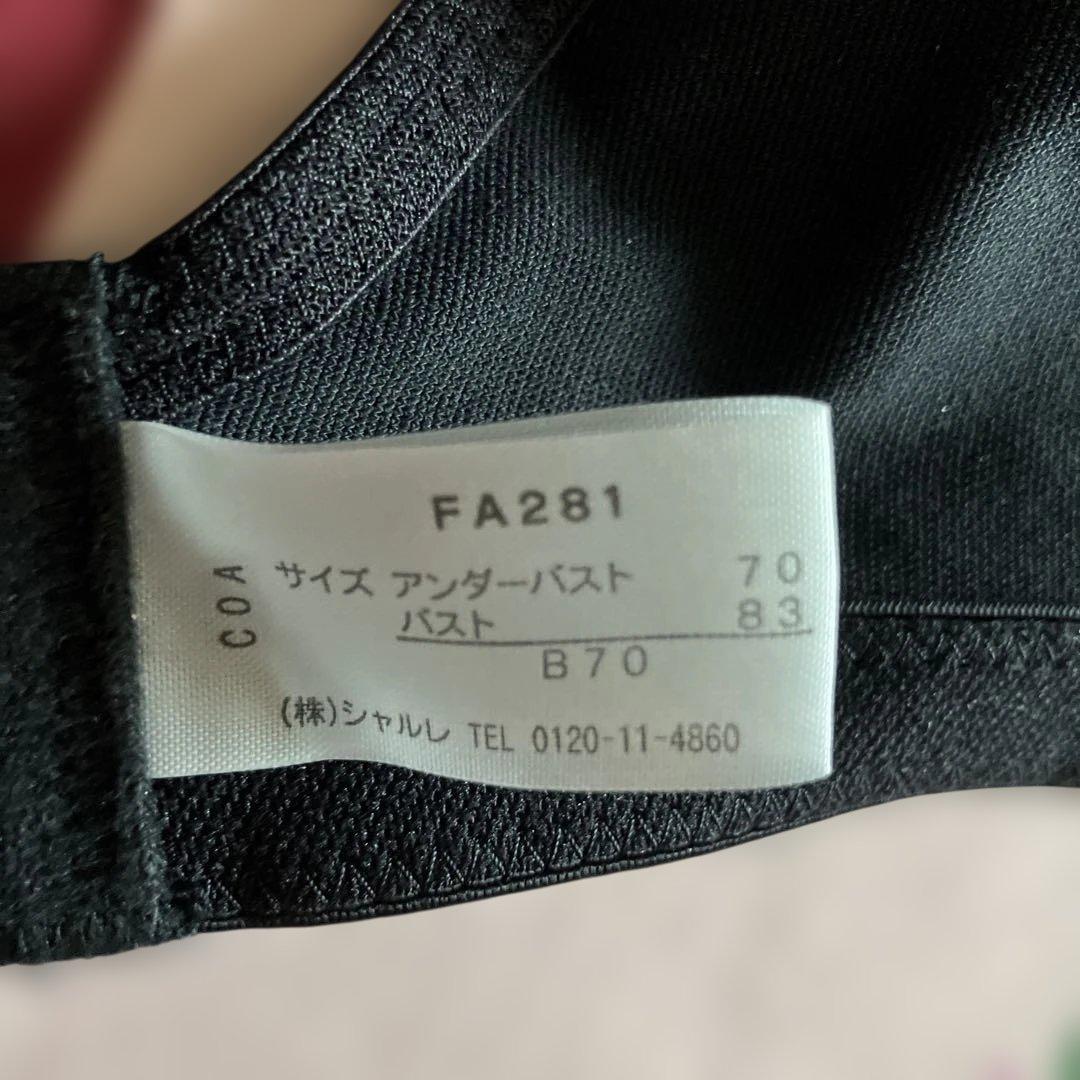 FA281
COA
サイズ アンダーバスト 70
バスト 83
B70
(株)シャルレ TEL 0120-11-4860